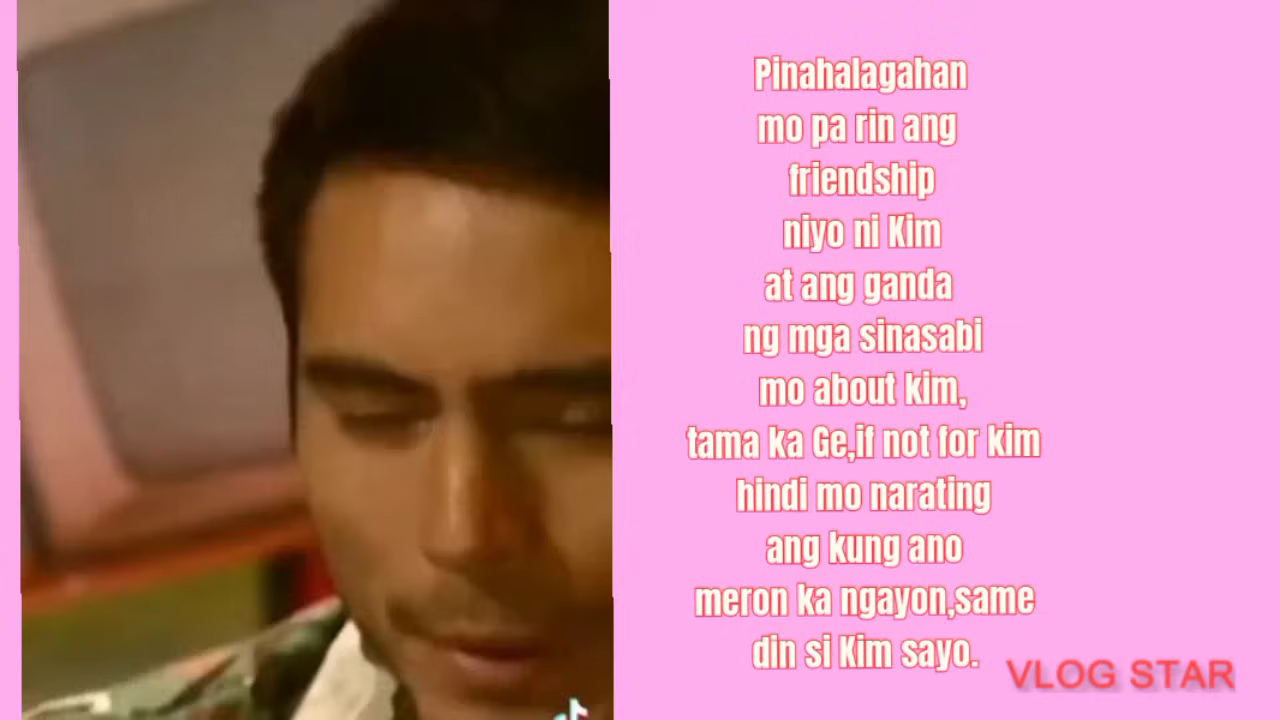 Pinahalagahan
mo pa rin ang
friendship
niyo ni Kim
at ang ganda
ng mga sinasabi
mo about kim,
tama ka Ge,if not for kim
hindi mo narating
ang kung ano
meron ka ngayon,same
din si Kim sayo.
VLOG STAR